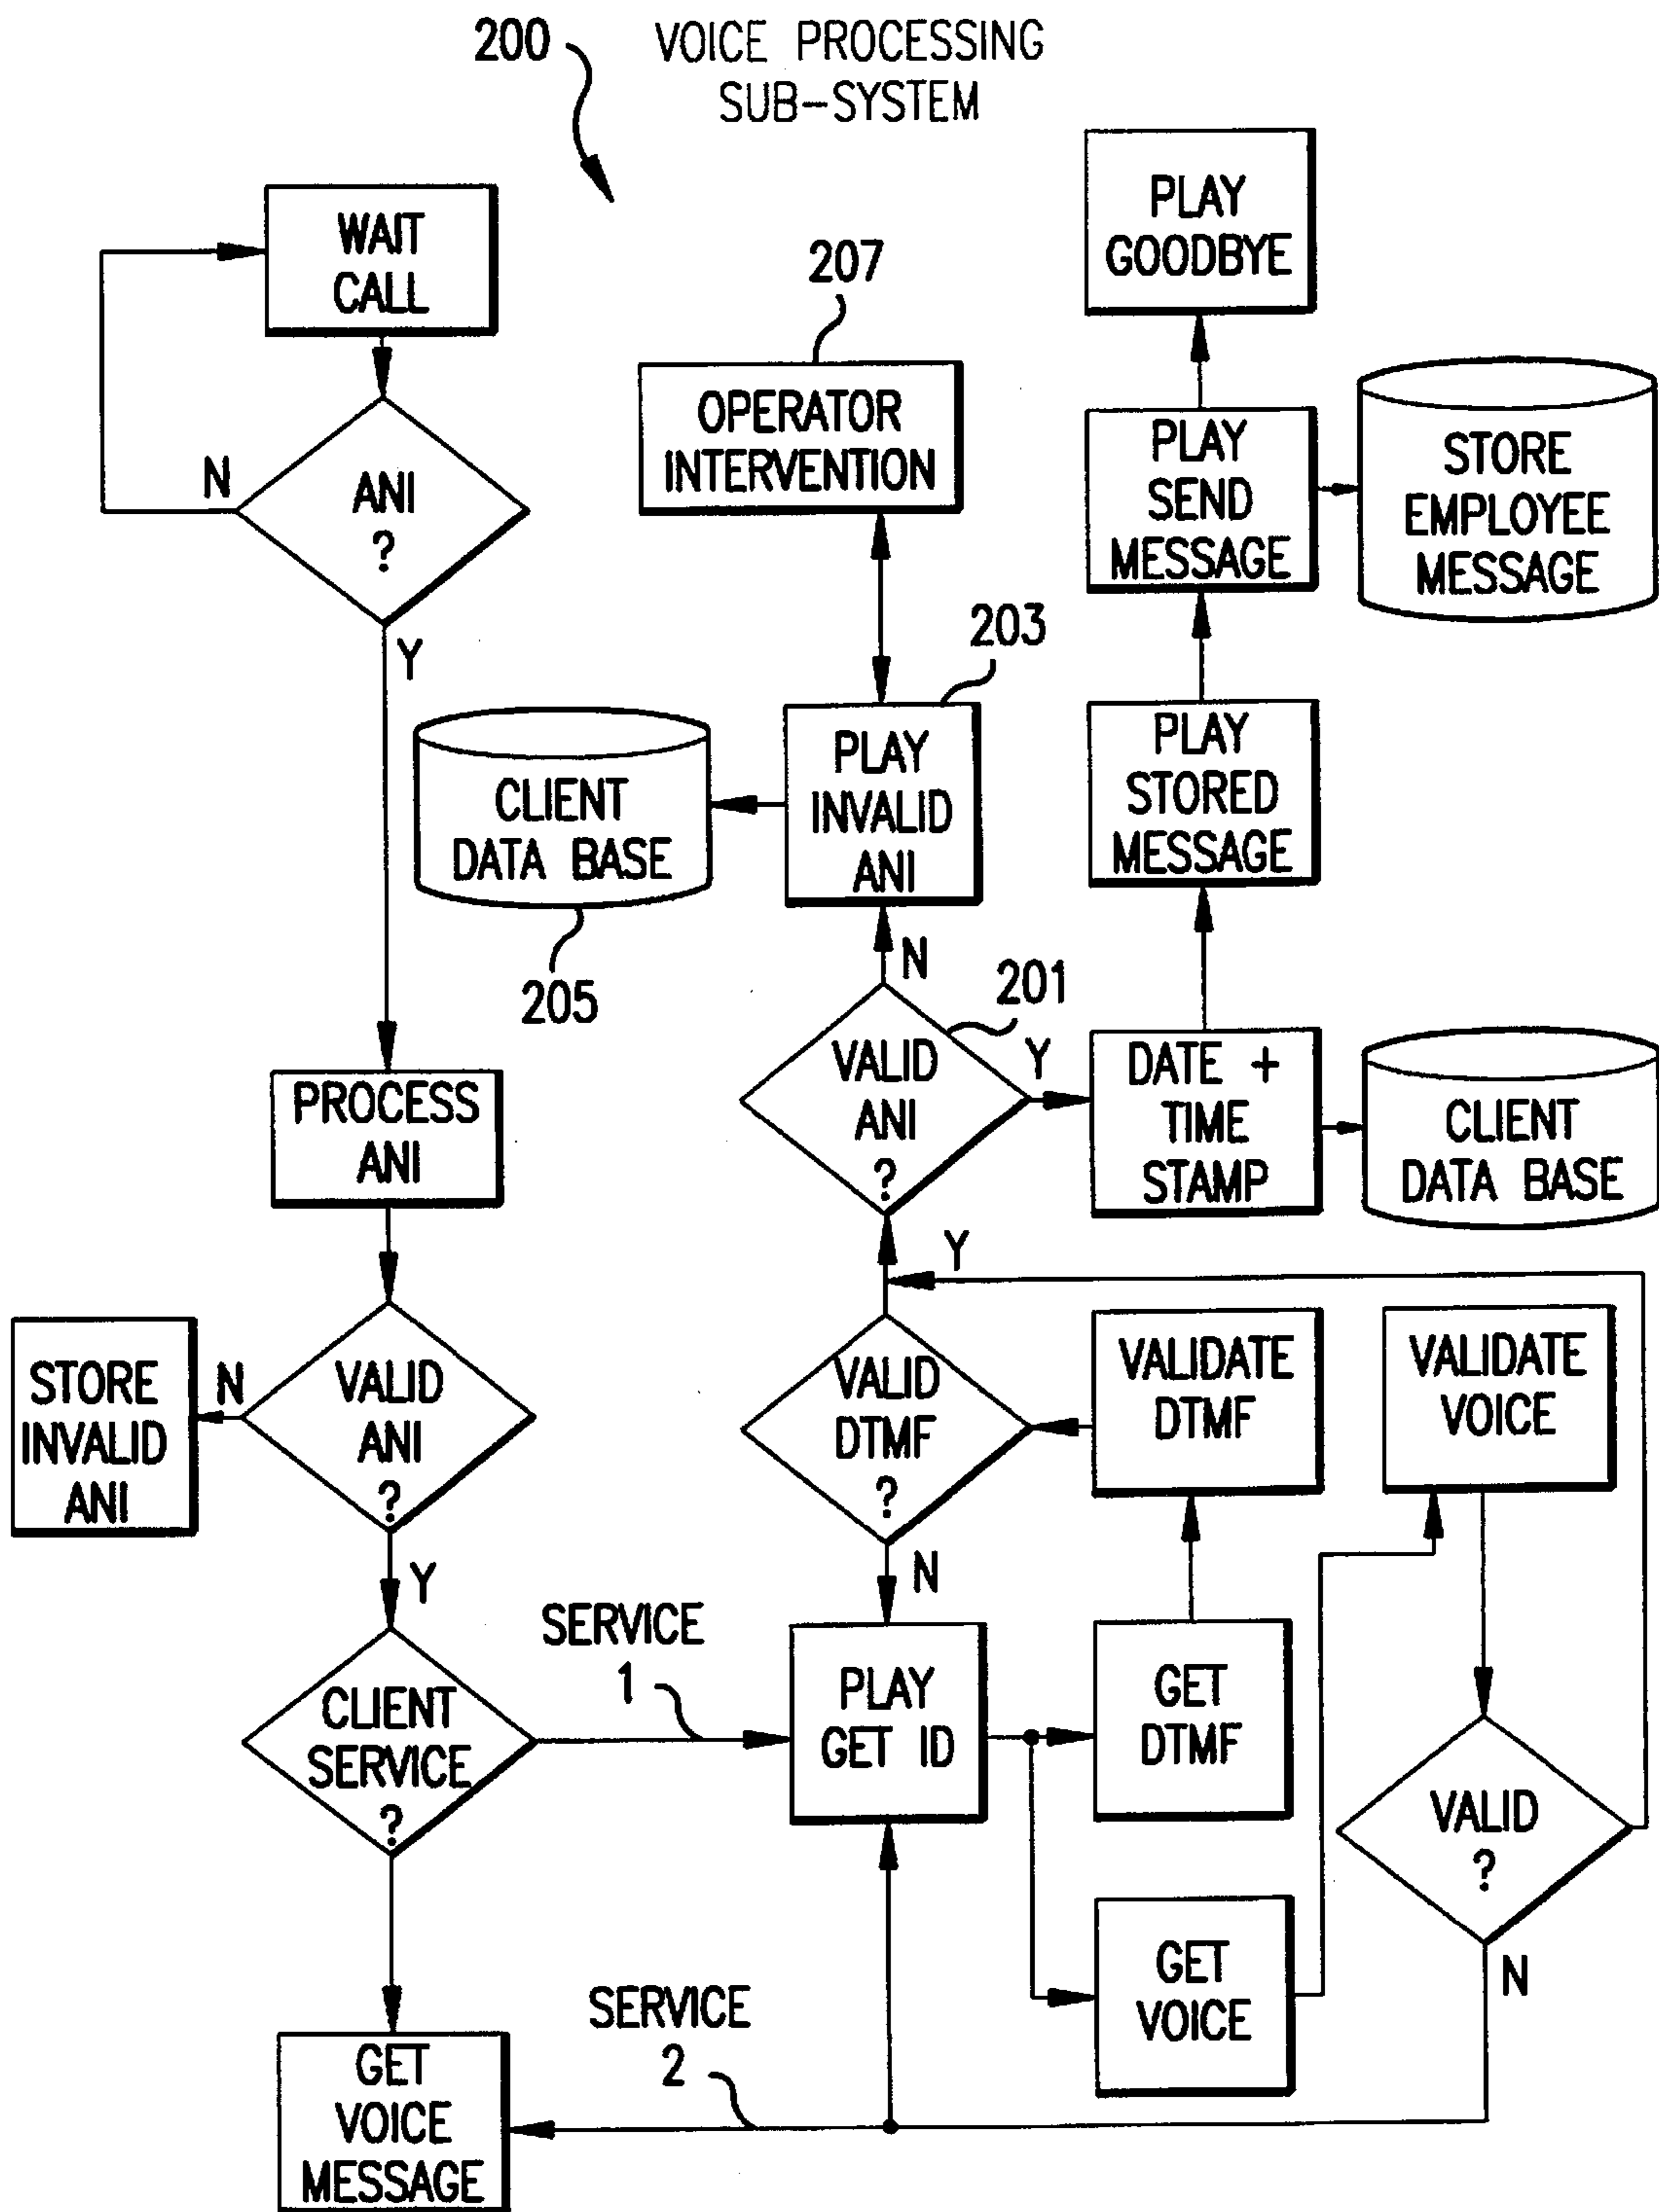 200
VOICE PROCESSING
SUB-SYSTEM
WAIT
CALL
N
ANI
?
Y
PROCESS
ANI
VALID
ANI
?
N
STORE
INVALID
ANI
Y
CLIENT
SERVICE
?
SERVICE
1
GET
VOICE
MESSAGE
SERVICE
2
207
OPERATOR
INTERVENTION
203
PLAY
INVALID
ANI
CLIENT
DATA BASE
205
N
201
VALID
ANI
?
Y
Y
VALID
DTMF
?
N
PLAY
GET ID
PLAY
GOODBYE
PLAY
SEND
MESSAGE
STORE
EMPLOYEE
MESSAGE
PLAY
STORED
MESSAGE
DATE +
TIME
STAMP
CLIENT
DATA BASE
VALIDATE
DTMF
VALIDATE
VOICE
GET
DTMF
GET
VOICE
VALID
?
N